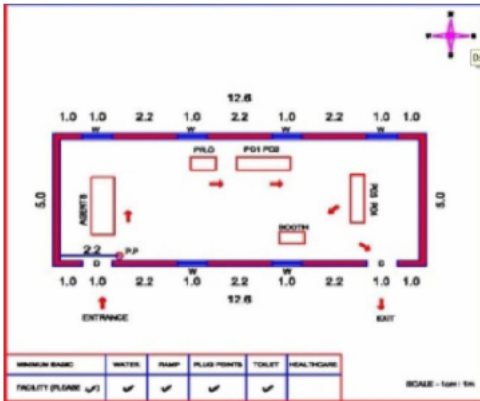 12.6
1.0 1.0 2.2 1.0 2.2 1.0 2.2 1.0 1.0
W W W W
PRLO PO1 PO2
5.0 AGENTS PO3 PO4 5.0
BOOTH
2.2 P.P
D W W D
1.0 1.0 2.2 1.0 2.2 1.0 2.2 1.0 1.0
12.6
ENTRANCE EXIT
MINIMUM BASIC WATER RAMP PLUG POINTS TOILET HEALTHCARE
FACILITY (PLEASE ✓) ✓ ✓ ✓ ✓
SCALE - 1cm : 1m